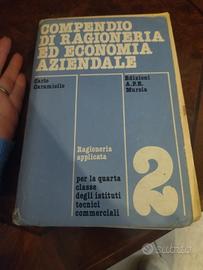 COMPENDIO
DI RAGIONERIA
ED ECONOMIA
AZIENDALE
Carlo
Caramiello
Edizioni
A.P.E.
Mursia
Ragioneria
applicata
per la quarta
classe
degli istituti
tecnici
commerciali
2
subito